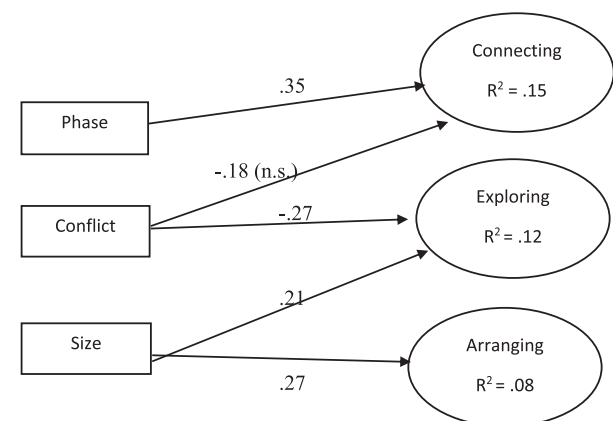 Connecting
R² = .15
.35
Phase
-.18 (n.s.)
Conflict
-.27
Exploring
R² = .12
.21
Size
.27
Arranging
R² = .08